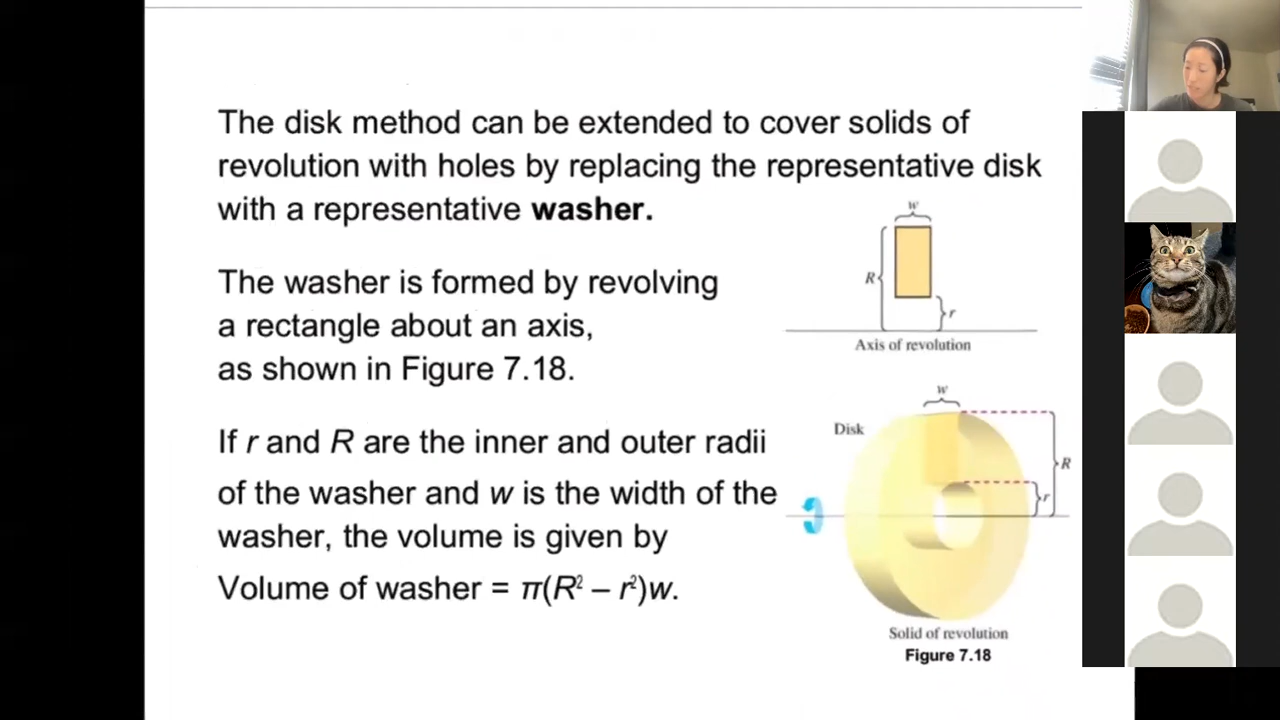 The disk method can be extended to cover solids of
revolution with holes by replacing the representative disk
with a representative washer.
w
R
r
Axis of revolution
The washer is formed by revolving
a rectangle about an axis,
as shown in Figure 7.18.
w
Disk
R
r
If r and R are the inner and outer radii
of the washer and w is the width of the
washer, the volume is given by
Volume of washer = π(R² – r²)w.
Solid of revolution
Figure 7.18